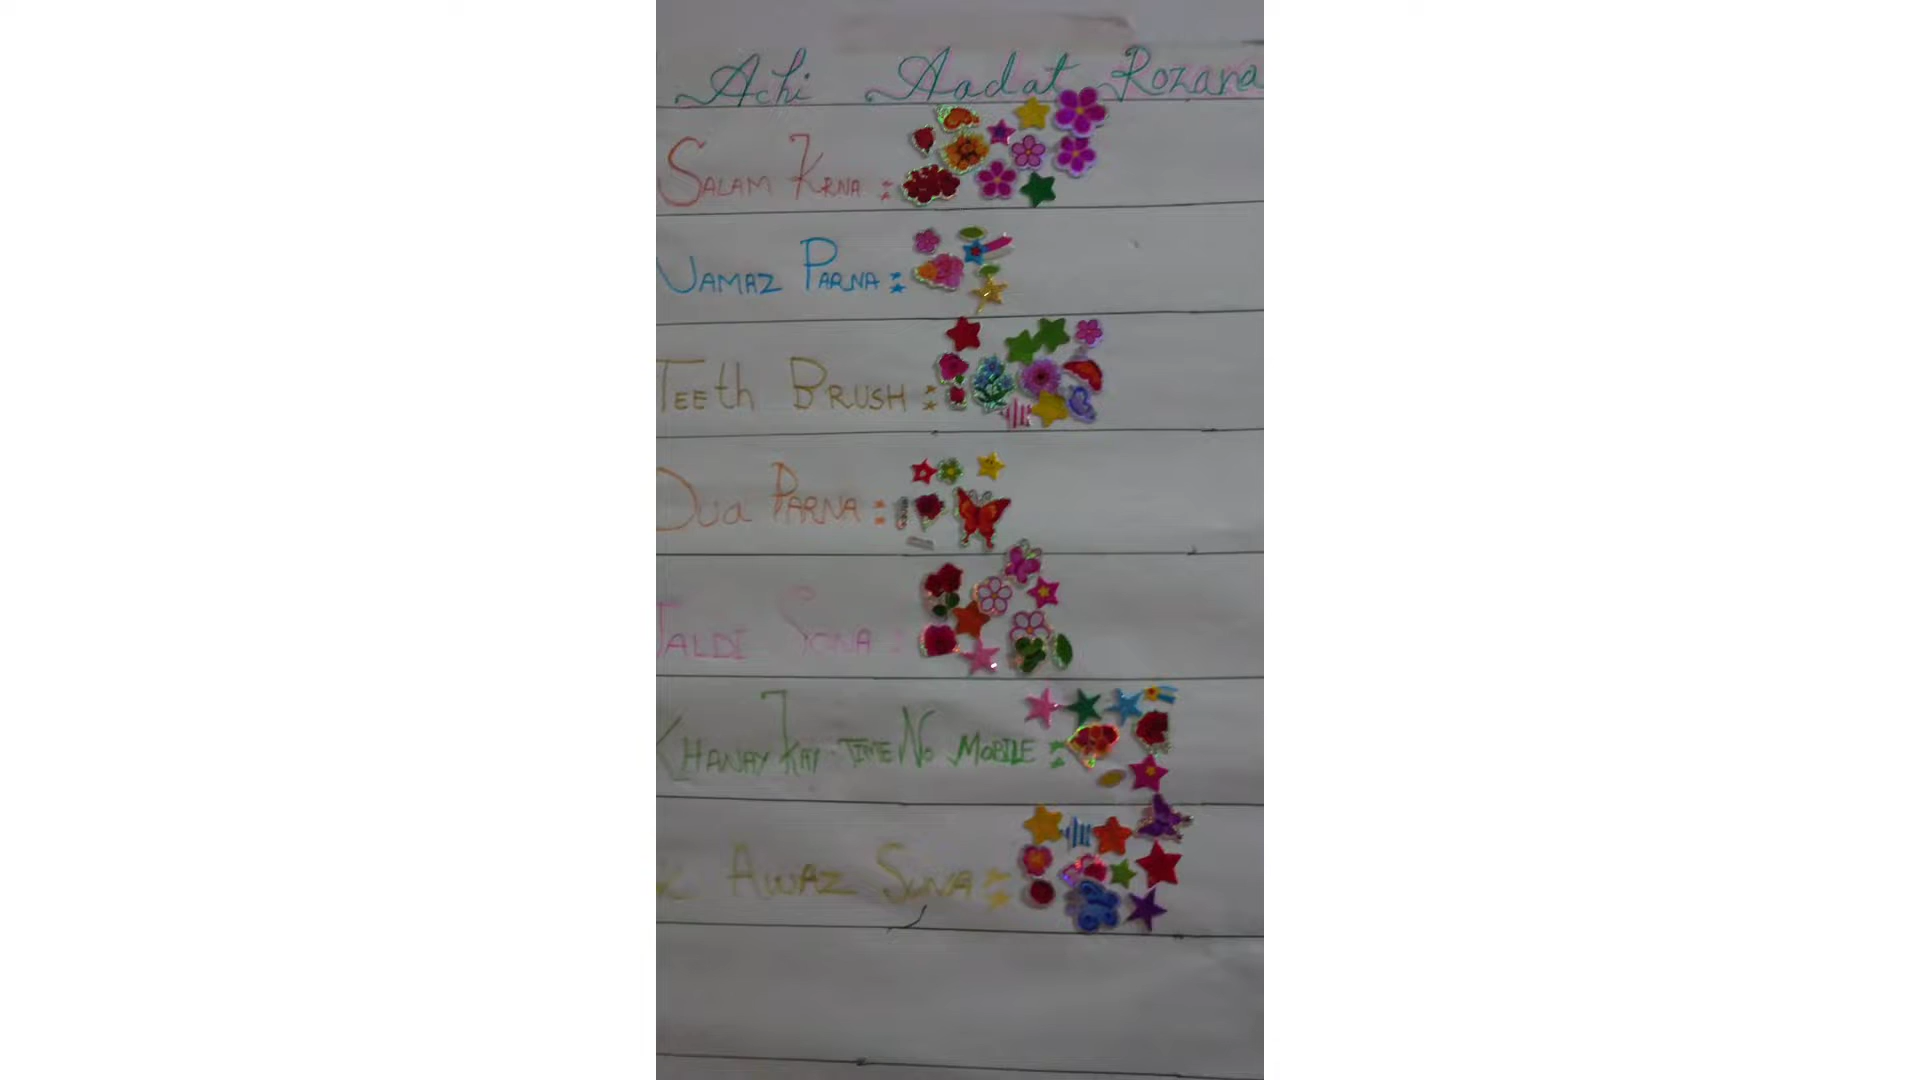 Achi Aadat Rozana
SALAM KRNA :
NAMAZ PARNA :
TEEth BRUSH :
Dua PARNA :
JALDI SONA :
KHANAY KAY TIME No MOBILE :
AWAZ SUNA :